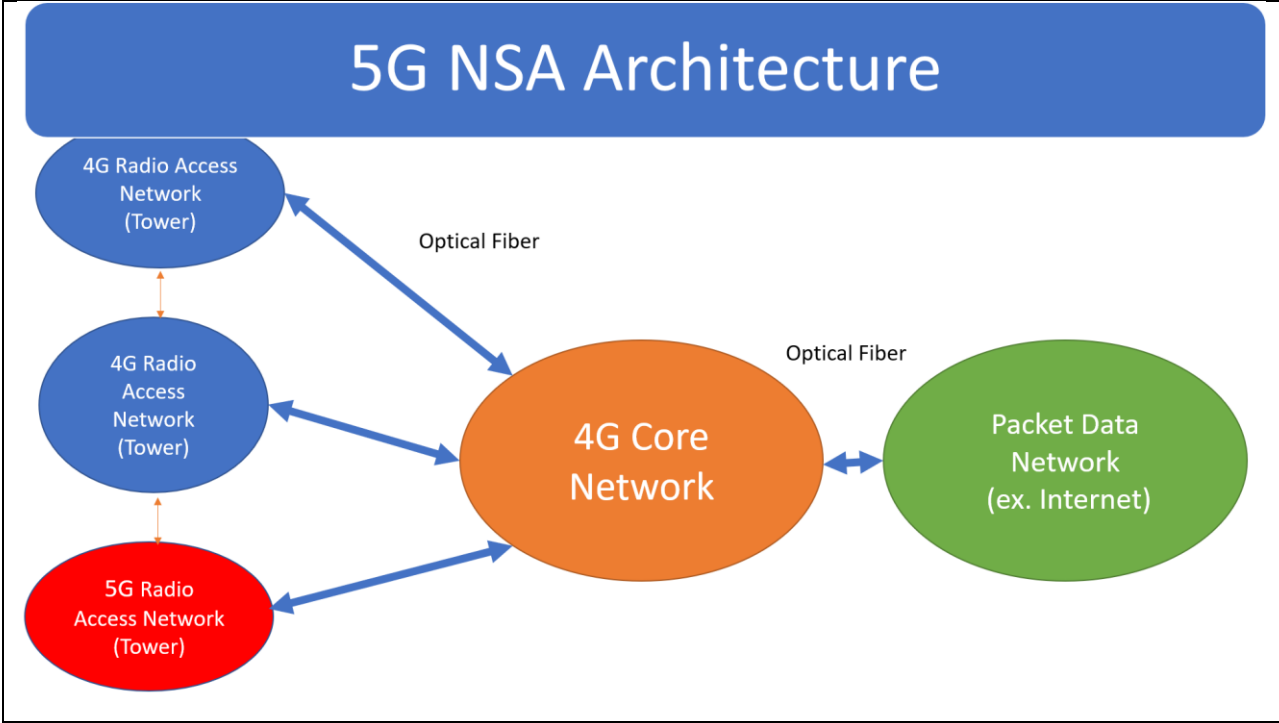 5G NSA Architecture
4G Radio Access
Network
(Tower)
Optical Fiber
4G Radio
Access
Network
(Tower)
Optical Fiber
4G Core
Network
Packet Data
Network
(ex. Internet)
5G Radio
Access Network
(Tower)